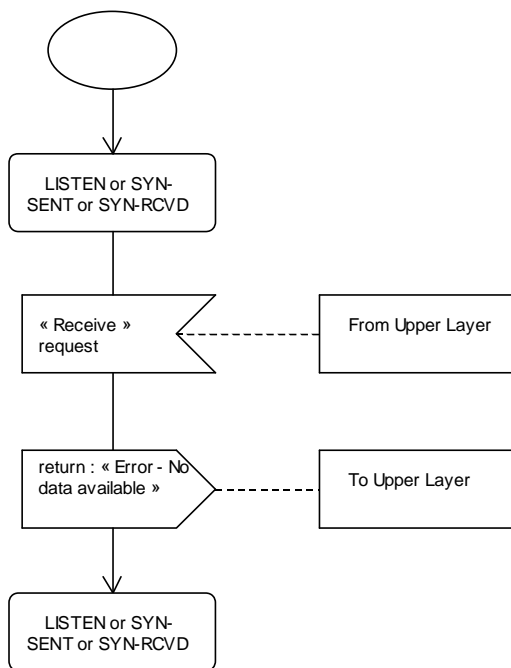 LISTEN or SYN-
SENT or SYN-RCVD
« Receive »
request
From Upper Layer
return : « Error - No
data available »
To Upper Layer
LISTEN or SYN-
SENT or SYN-RCVD